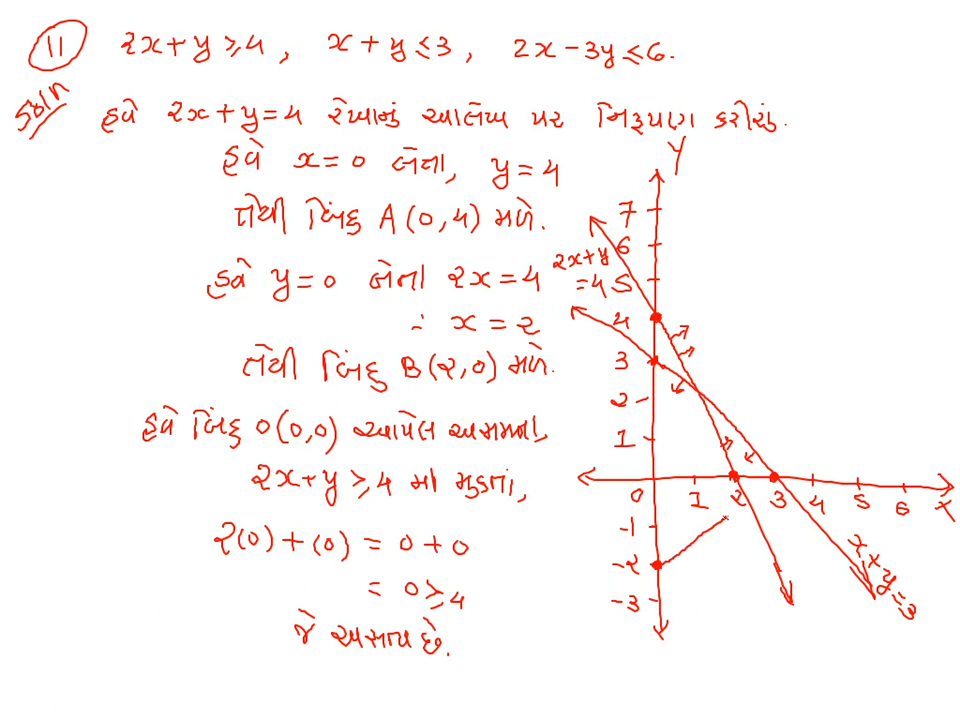 11 2x+y≥4, x+y≤3, 2x-3y≤6.
Soln
હવે 2x+y=4 રેખાનું આલેખ પર નિરૂપણ કરીશું.
હવે x=0 લેતા, y=4
તેથી બિંદુ A(0,4) મળે.
હવે y=0 લેતા 2x=4
∴ x=2
તેથી બિંદુ B(2,0) મળે.
હવે બિંદુ O(0,0) આપેલ અસમતા
2x+y≥4 માં મુકતાં,
2(0)+(0)=0+0
=0≥4
જે અસત્ય છે.
Y
7
6
2x+y
=4 5
4
3
2
1
0 1 2 3 4 5 6 X
-1
-2
-3
x+y=3